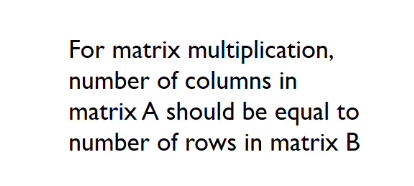 For matrix multiplication,
number of columns in
matrix A should be equal to
number of rows in matrix B